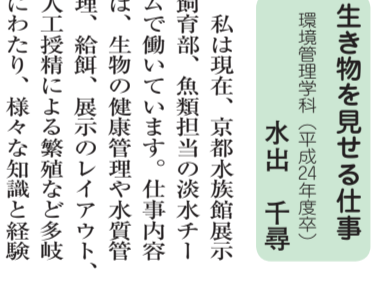 生き物を見せる仕事
環境管理学科（平成24年度卒）
水出　千尋
私は現在、京都水族館展示
飼育部、魚類担当の淡水チー
ムで働いています。仕事内容
は、生物の健康管理や水質管
理、給餌、展示のレイアウト、
人工授精による繁殖など多岐
にわたり、様々な知識と経験